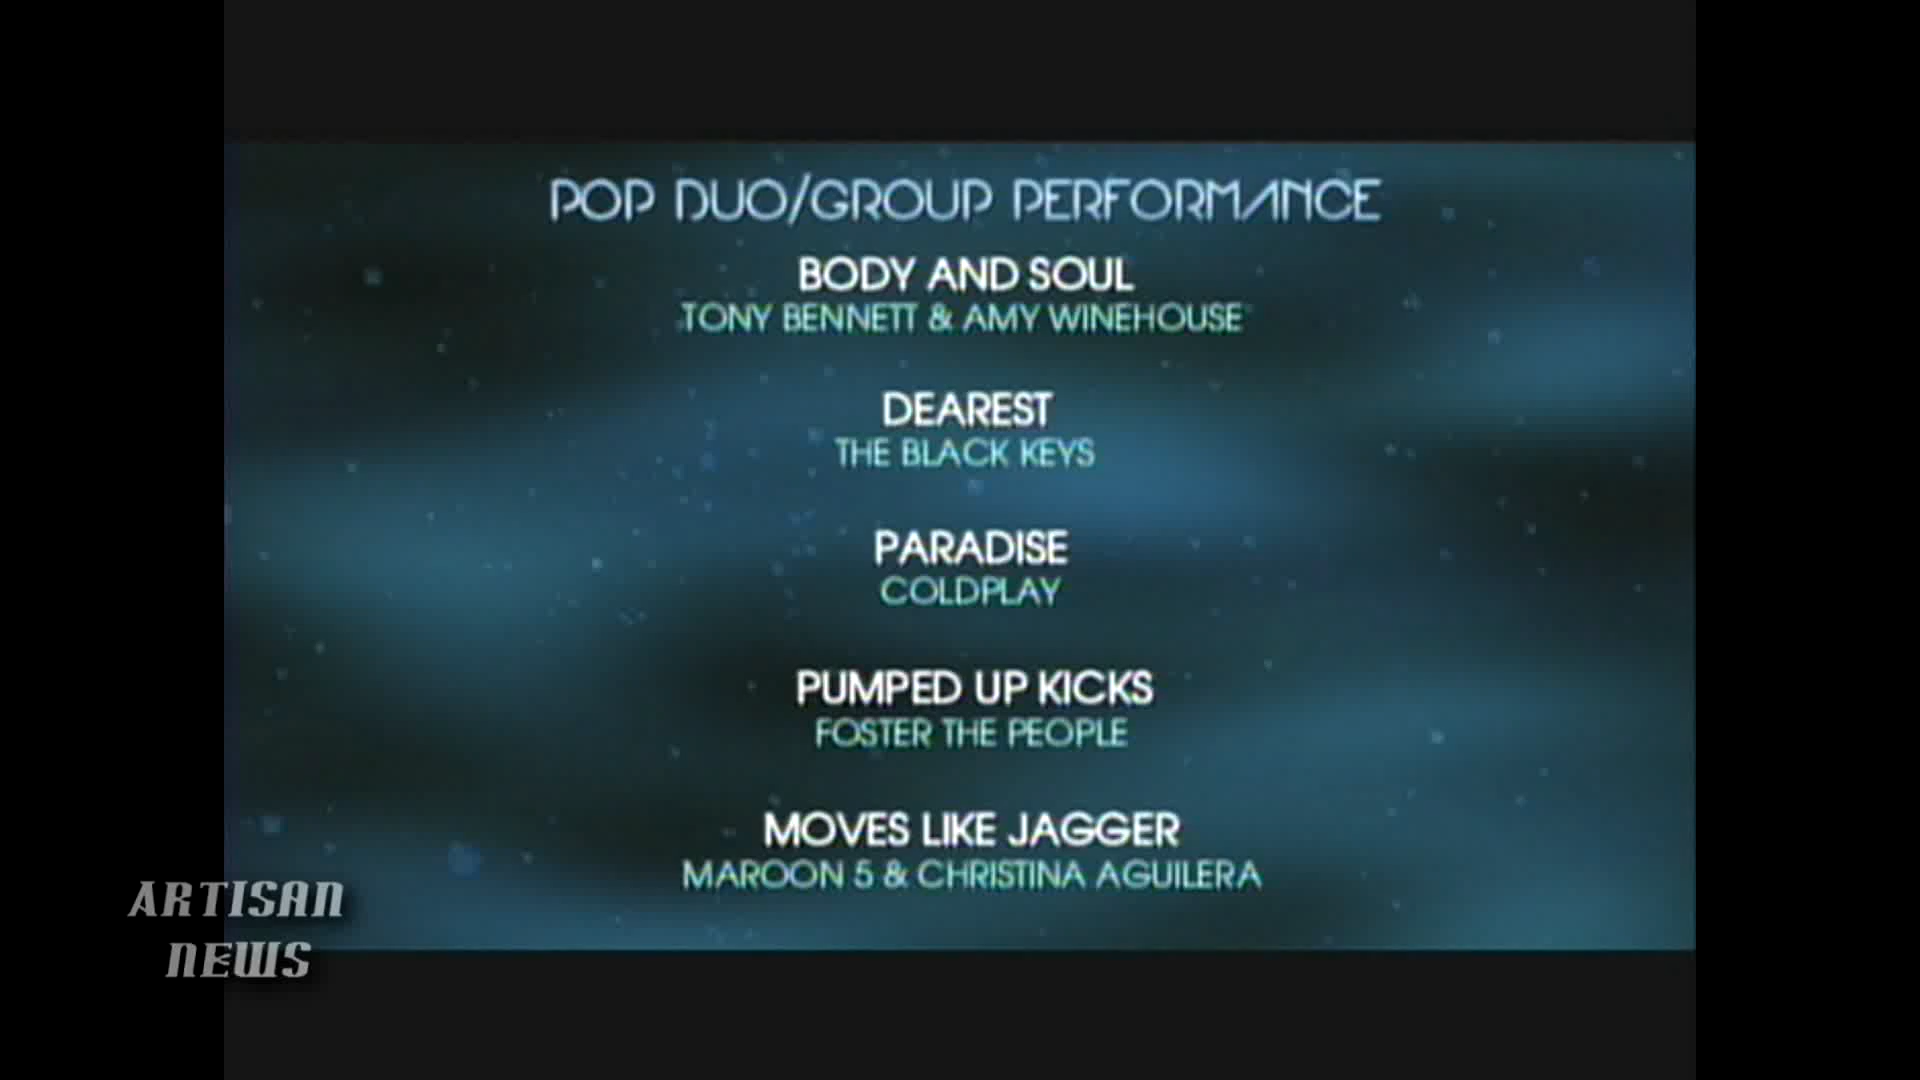 POP DUO/GROUP PERFORMANCE
BODY AND SOUL
TONY BENNETT & AMY WINEHOUSE
DEAREST
THE BLACK KEYS
PARADISE
COLDPLAY
PUMPED UP KICKS
FOSTER THE PEOPLE
MOVES LIKE JAGGER
MAROON 5 & CHRISTINA AGUILERA
ARTISAN
NEWS